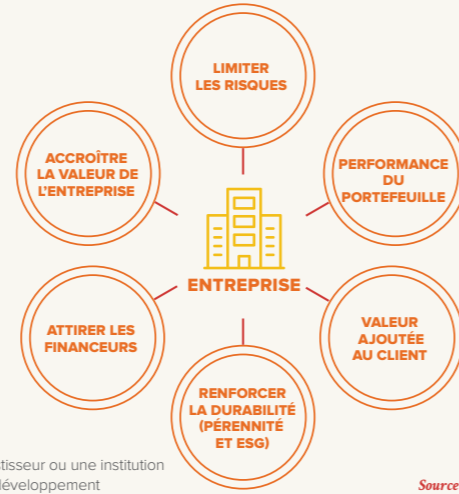 LIMITER
LES RISQUES
ACCROÎTRE
LA VALEUR DE
L'ENTREPRISE
PERFORMANCE
DU
PORTEFEUILLE
ENTREPRISE
ATTIRER LES
FINANCEURS
VALEUR
AJOUTÉE
AU CLIENT
RENFORCER
LA DURABILITÉ
(PÉRENNITÉ
ET ESG)
ou une institution
développement
Source